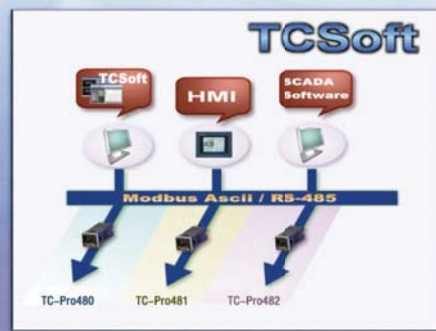 TCSoft
TCSoft
HMI
SCADA
Software
Modbus Ascii / RS-485
TC-Pro480
TC-Pro481
TC-Pro482